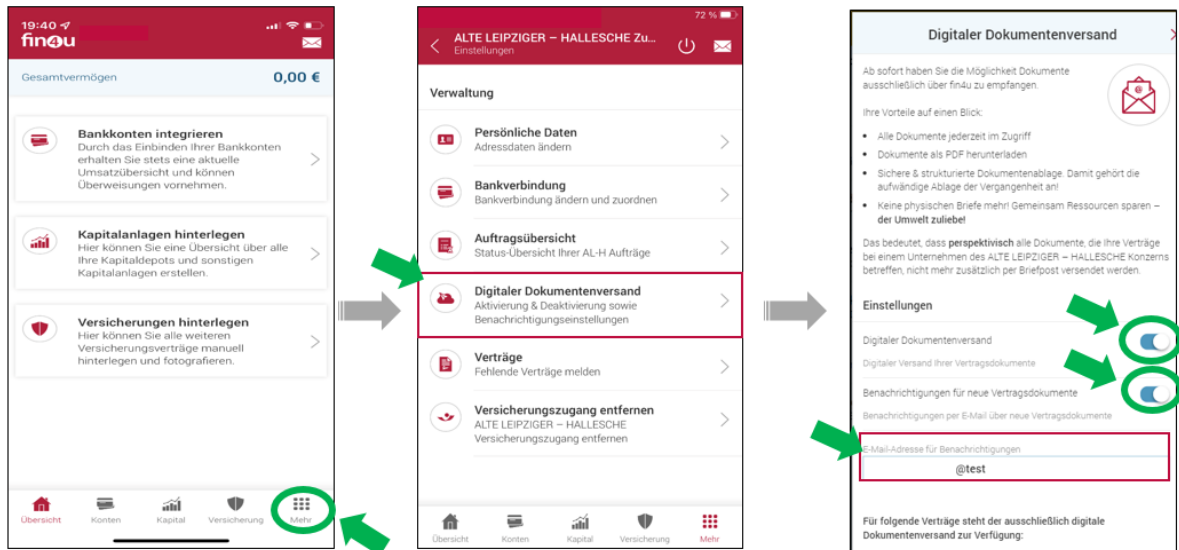 19:40
fin4u
Gesamtvermögen 0,00 €
Bankkonten integrieren
Durch das Einbinden Ihrer Bankkonten
erhalten Sie stets eine aktuelle
Umsatzübersicht und können
Überweisungen vornehmen.
Kapitalanlagen hinterlegen
Hier können Sie eine Übersicht über alle
Ihre Kapitaldepots und sonstigen
Kapitalanlagen erstellen.
Versicherungen hinterlegen
Hier können Sie alle weiteren
Versicherungsverträge manuell
hinterlegen und fotografieren.
Übersicht Konten Kapital Versicherung Mehr
72 %
ALTE LEIPZIGER – HALLESCHE Zu...
Einstellungen
Verwaltung
Persönliche Daten
Adressdaten ändern
Bankverbindung
Bankverbindung ändern und zuordnen
Auftragsübersicht
Status-Übersicht Ihrer AL-H Aufträge
Digitaler Dokumentenversand
Aktivierung & Deaktivierung sowie
Benachrichtigungseinstellungen
Verträge
Fehlende Verträge melden
Versicherungszugang entfernen
ALTE LEIPZIGER – HALLESCHE
Versicherungszugang entfernen
Übersicht Konten Kapital Versicherung Mehr
Digitaler Dokumentenversand
Ab sofort haben Sie die Möglichkeit Dokumente
ausschließlich über fin4u zu empfangen.
Ihre Vorteile auf einen Blick:
• Alle Dokumente jederzeit im Zugriff
• Dokumente als PDF herunterladen
• Sichere & strukturierte Dokumentenablage. Damit gehört die
aufwändige Ablage der Vergangenheit an!
• Keine physischen Briefe mehr! Gemeinsam Ressourcen sparen –
der Umwelt zuliebe!
Das bedeutet, dass perspektivisch alle Dokumente, die Ihre Verträge
bei einem Unternehmen des ALTE LEIPZIGER – HALLESCHE Konzerns
betreffen, nicht mehr zusätzlich per Briefpost versendet werden.
Einstellungen
Digitaler Dokumentenversand
Digitaler Versand Ihrer Vertragsdokumente
Benachrichtigungen für neue Vertragsdokumente
Benachrichtigungen per E-Mail über neue Vertragsdokumente
E-Mail-Adresse für Benachrichtigungen
@test
Für folgende Verträge steht der ausschließlich digitale
Dokumentenversand zur Verfügung: